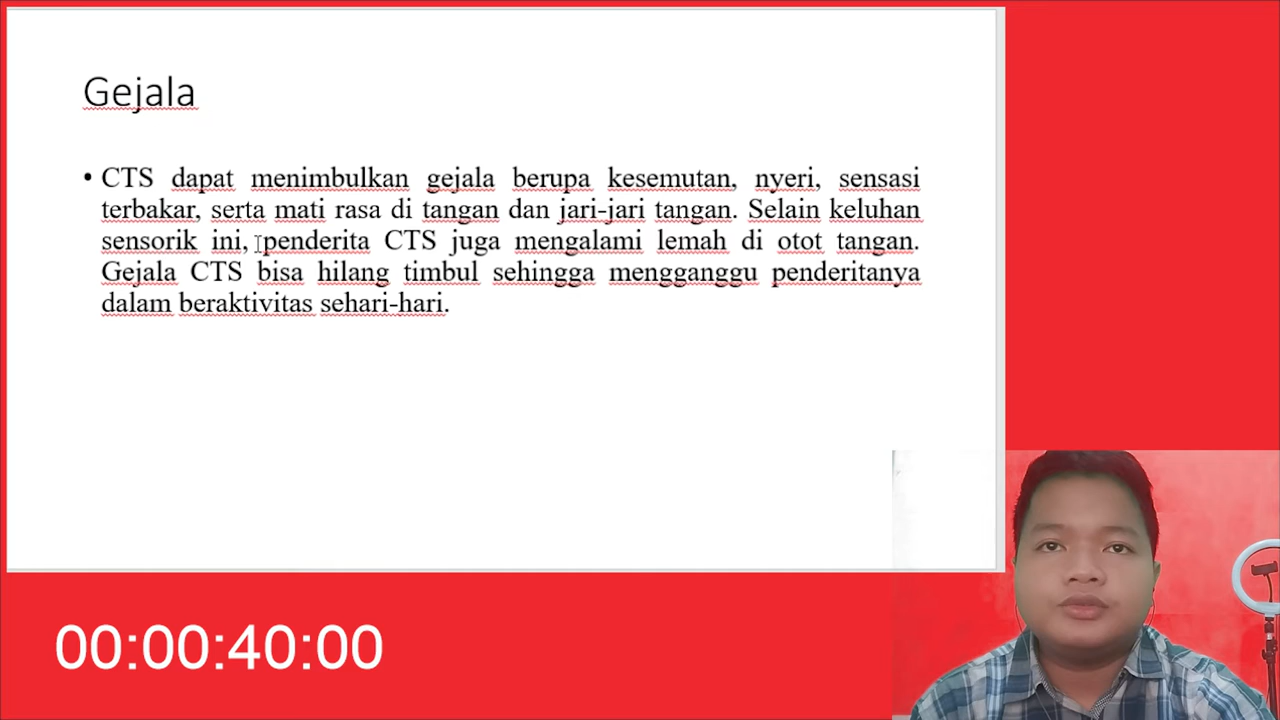 Gejala
• CTS dapat menimbulkan gejala berupa kesemutan, nyeri, sensasi
terbakar, serta mati rasa di tangan dan jari-jari tangan. Selain keluhan
sensorik ini, penderita CTS juga mengalami lemah di otot tangan.
Gejala CTS bisa hilang timbul sehingga mengganggu penderitanya
dalam beraktivitas sehari-hari.
00:00:40:00